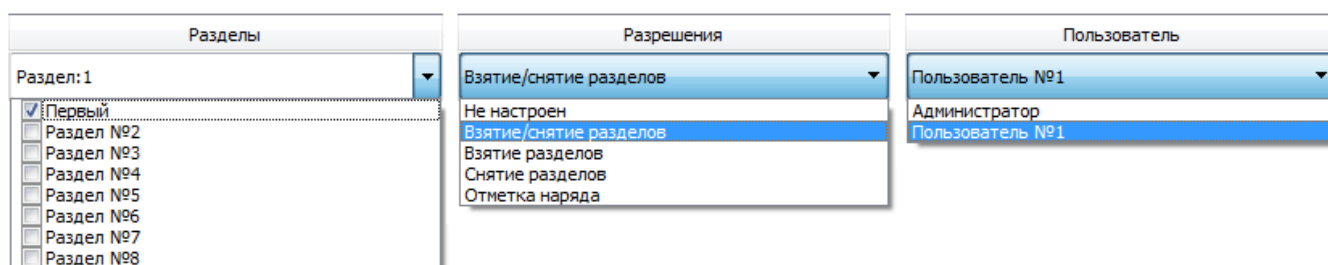 Разделы
Разрешения
Пользователь
Раздел:1
Взятие/снятие разделов
Пользователь №1
Первый
Раздел №2
Раздел №3
Раздел №4
Раздел №5
Раздел №6
Раздел №7
Раздел №8
Не настроен
Взятие/снятие разделов
Взятие разделов
Снятие разделов
Отметка наряда
Администратор
Пользователь №1